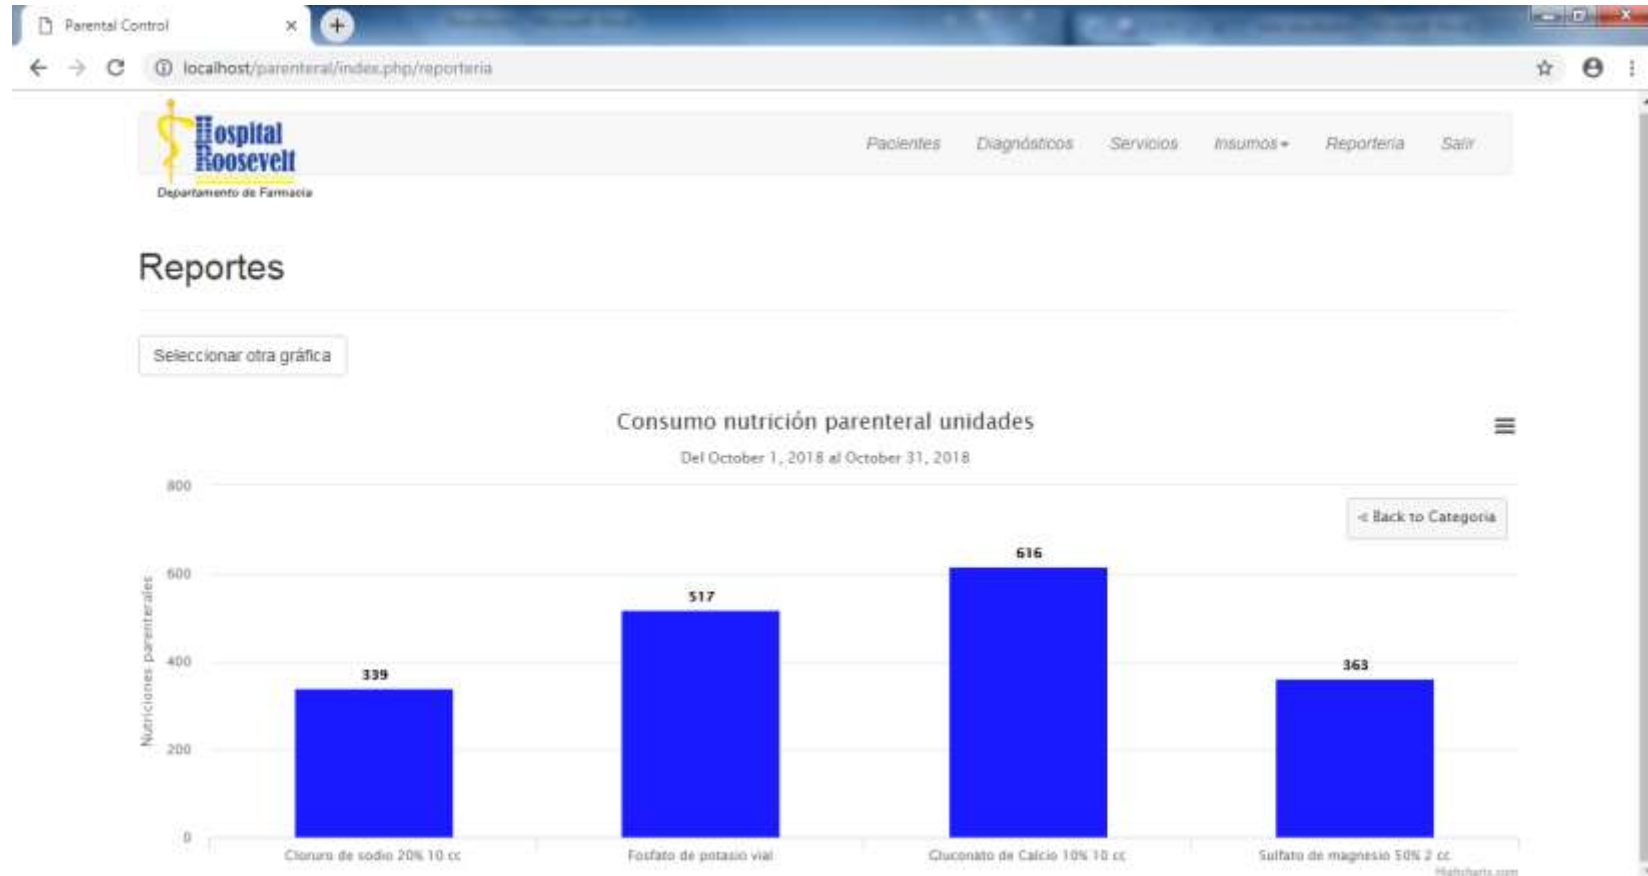 Parental Control
localhost/parenteral/index.php/reporteria
Hospital
Roosevelt
Departamento de Farmacia
Pacientes Diagnósticos Servicios Insumos Reporteria Salir
Reportes
Seleccionar otra gráfica
Consumo nutrición parenteral unidades
Del October 1, 2018 al October 31, 2018
800
◁ Back to Categoria
616
600
517
Nutriciones parenterales
400
363
339
200
0
Cloruro de sodio 20% 10 cc Fosfato de potasio vial Gluconato de Calcio 10% 10 cc Sulfato de magnesio 50% 2 cc
Highcharts.com